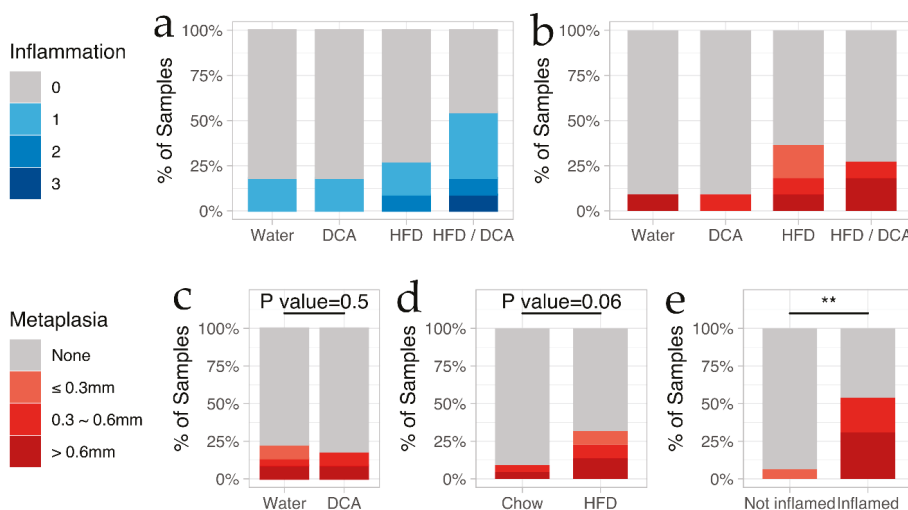 a
b
Inflammation
0
1
2
3
% of Samples
100%
75%
50%
25%
0%
Water DCA HFD HFD / DCA
% of Samples
100%
75%
50%
25%
0%
Water DCA HFD HFD / DCA
Metaplasia
None
≤ 0.3mm
0.3 ~ 0.6mm
> 0.6mm
c
P value=0.5
% of Samples
100%
75%
50%
25%
0%
Water DCA
d
P value=0.06
% of Samples
100%
75%
50%
25%
0%
Chow HFD
e
**
% of Samples
100%
75%
50%
25%
0%
Not inflamed Inflamed